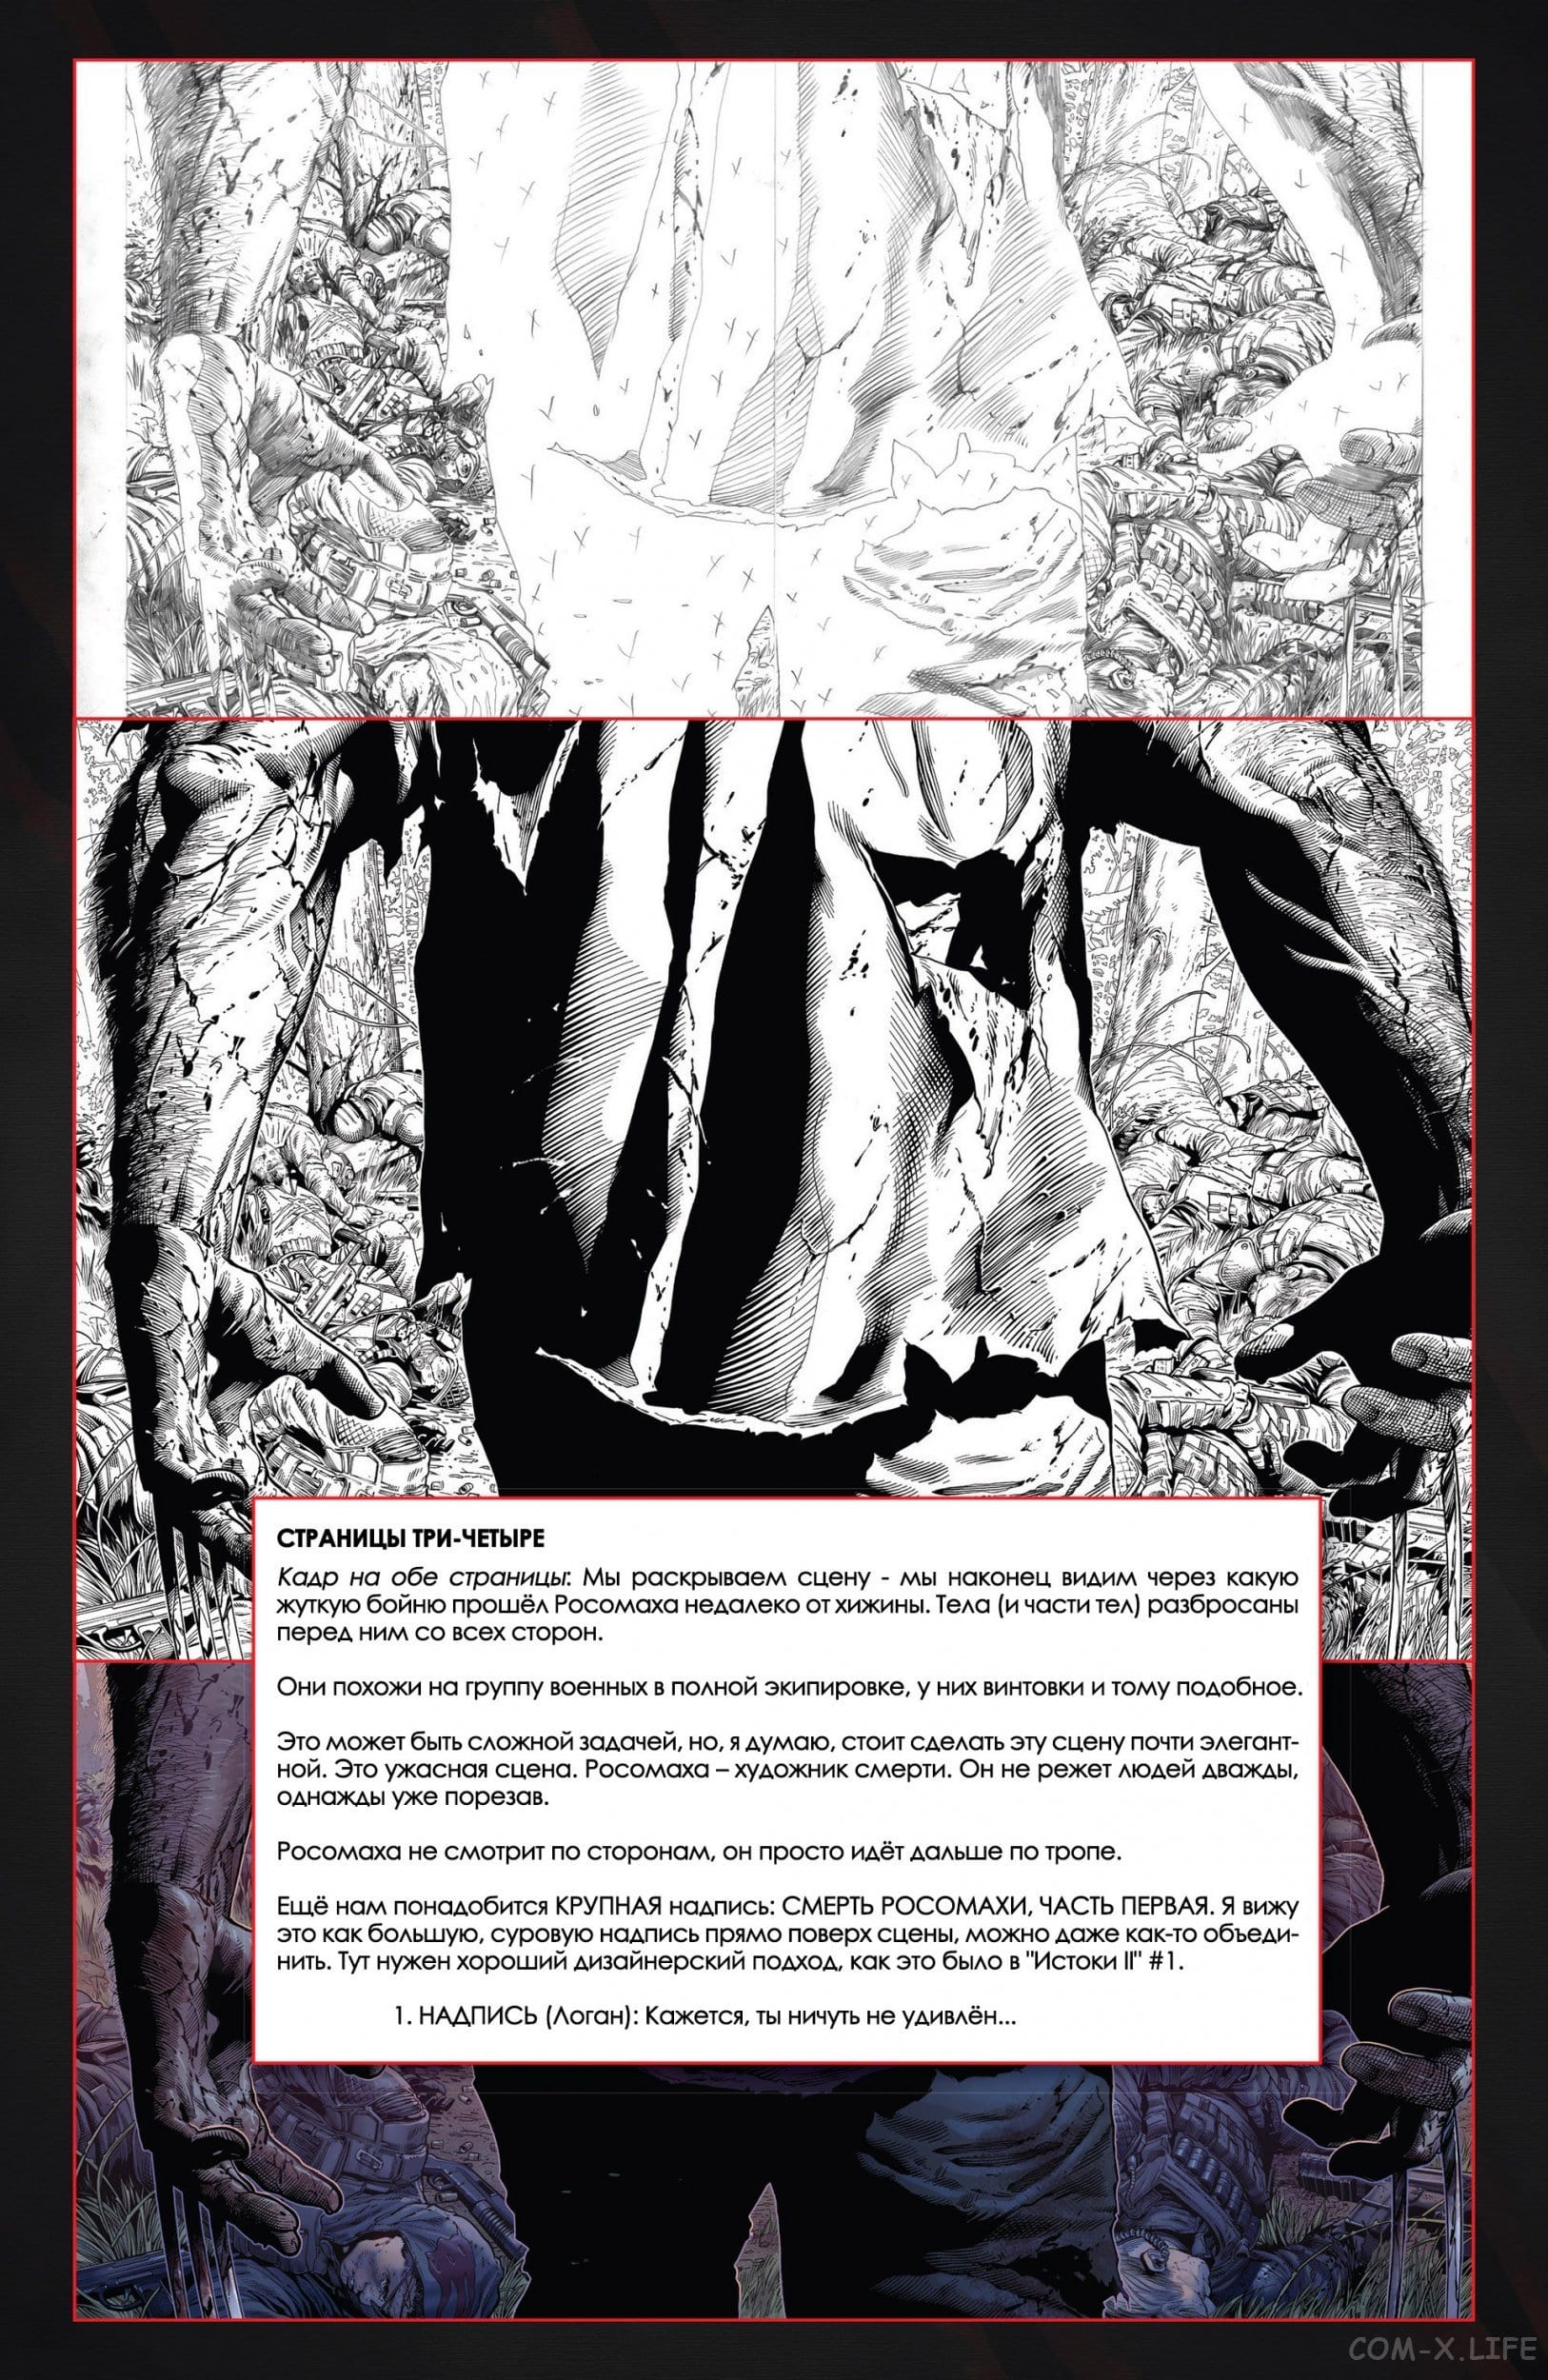 СТРАНИЦЫ ТРИ-ЧЕТЫРЕ
Кадр на обе страницы: Мы раскрываем сцену - мы наконец видим через какую
жуткую бойню прошёл Росомаха недалеко от хижины. Тела (и части тел) разбросаны
перед ним со всех сторон.
Они похожи на группу военных в полной экипировке, у них винтовки и тому подобное.
Это может быть сложной задачей, но, я думаю, стоит сделать эту сцену почти элегант-
ной. Это ужасная сцена. Росомаха – художник смерти. Он не режет людей дважды,
однажды уже порезав.
Росомаха не смотрит по сторонам, он просто идёт дальше по тропе.
Ещё нам понадобится КРУПНАЯ надпись: СМЕРТЬ РОСОМАХИ, ЧАСТЬ ПЕРВАЯ. Я вижу
это как большую, суровую надпись прямо поверх сцены, можно даже как-то объеди-
нить. Тут нужен хороший дизайнерский подход, как это было в "Истоки II" #1.
1. НАДПИСЬ (Логан): Кажется, ты ничуть не удивлён...
COM-X.LIFE